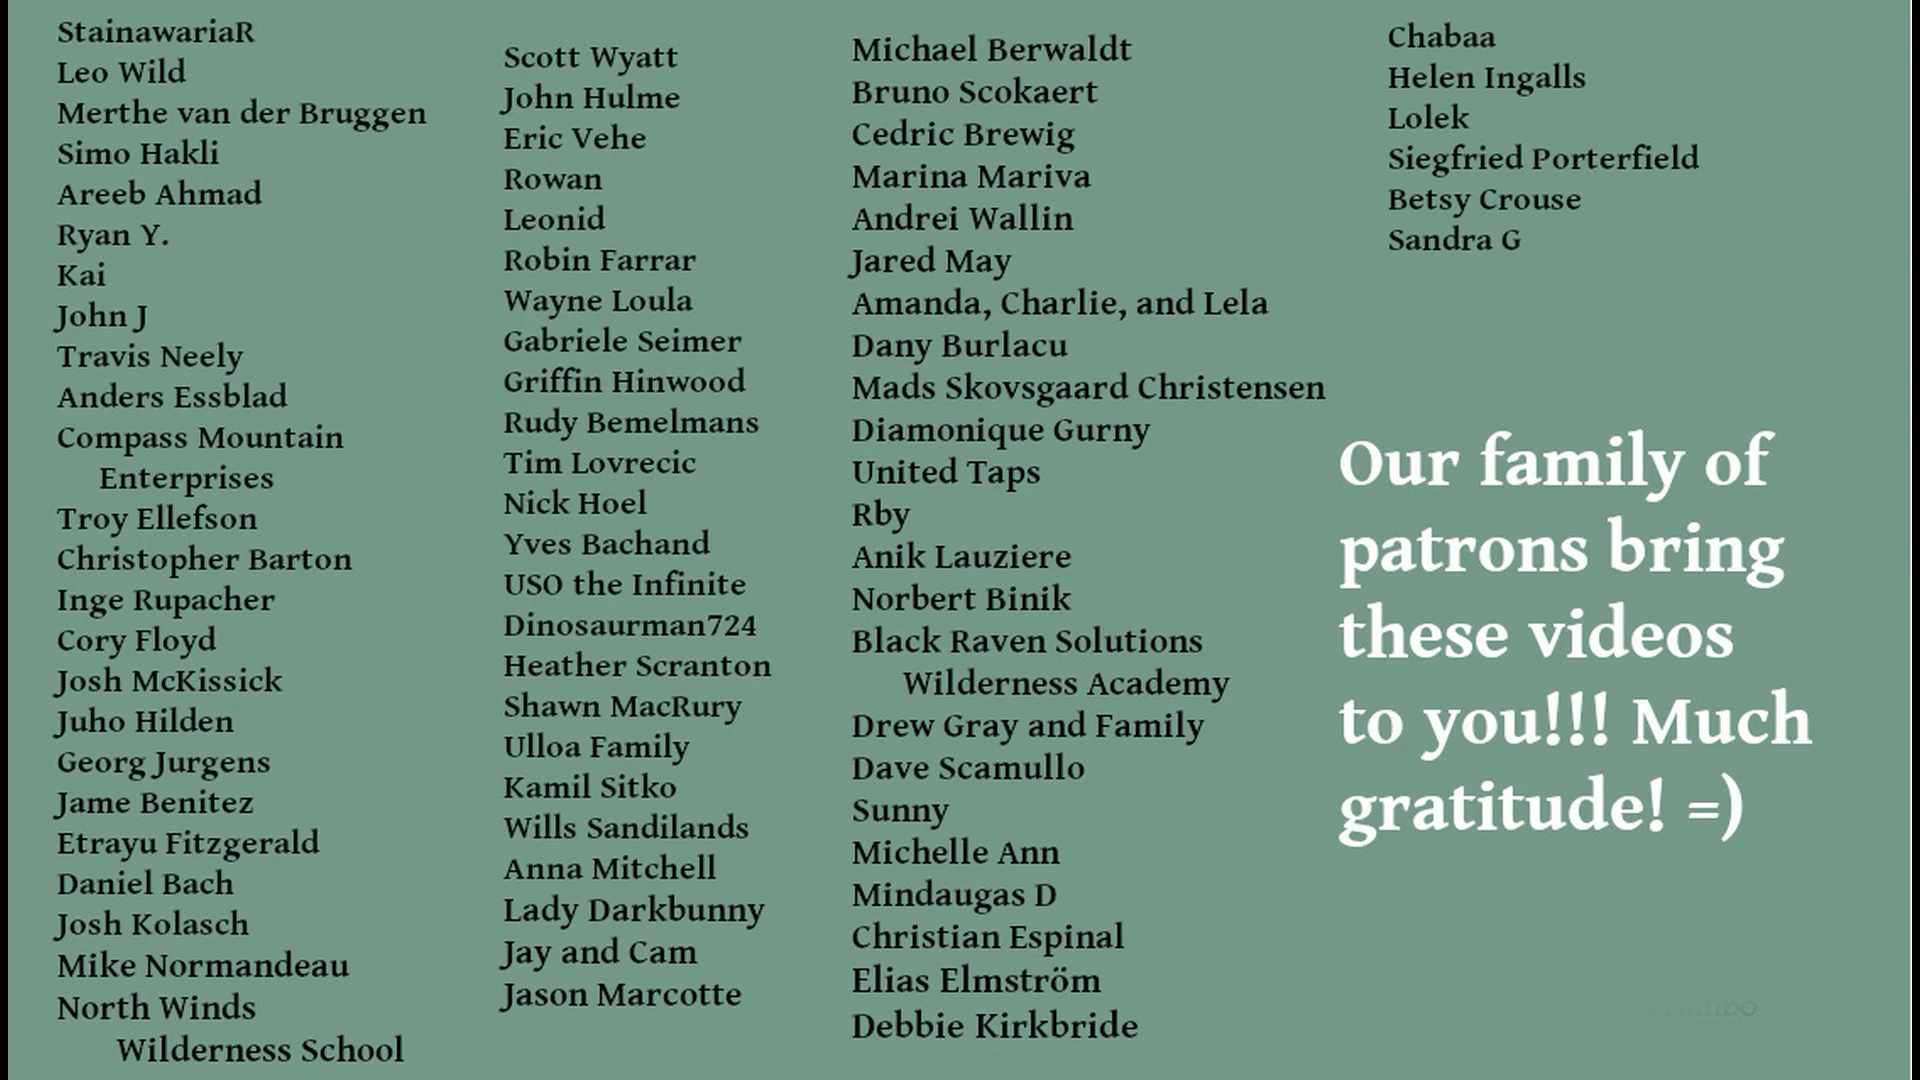 StainawariaR
Leo Wild
Merthe van der Bruggen
Simo Hakli
Areeb Ahmad
Ryan Y.
Kai
John J
Travis Neely
Anders Essblad
Compass Mountain
Enterprises
Troy Ellefson
Christopher Barton
Inge Rupacher
Cory Floyd
Josh McKissick
Juho Hilden
Georg Jurgens
Jame Benitez
Etrayu Fitzgerald
Daniel Bach
Josh Kolasch
Mike Normandeau
North Winds
Wilderness School
Scott Wyatt
John Hulme
Eric Vehe
Rowan
Leonid
Robin Farrar
Wayne Loula
Gabriele Seimer
Griffin Hinwood
Rudy Bemelmans
Tim Lovrecic
Nick Hoel
Yves Bachand
USO the Infinite
Dinosaurman724
Heather Scranton
Shawn MacRury
Ulloa Family
Kamil Sitko
Wills Sandilands
Anna Mitchell
Lady Darkbunny
Jay and Cam
Jason Marcotte
Michael Berwaldt
Bruno Scokaert
Cedric Brewig
Marina Mariva
Andrei Wallin
Jared May
Amanda, Charlie, and Lela
Dany Burlacu
Mads Skovsgaard Christensen
Diamonique Gurny
United Taps
Rby
Anik Lauziere
Norbert Binik
Black Raven Solutions
Wilderness Academy
Drew Gray and Family
Dave Scamullo
Sunny
Michelle Ann
Mindaugas D
Christian Espinal
Elias Elmström
Debbie Kirkbride
Chabaa
Helen Ingalls
Lolek
Siegfried Porterfield
Betsy Crouse
Sandra G
Our family of
patrons bring
these videos
to you!!! Much
gratitude! =)